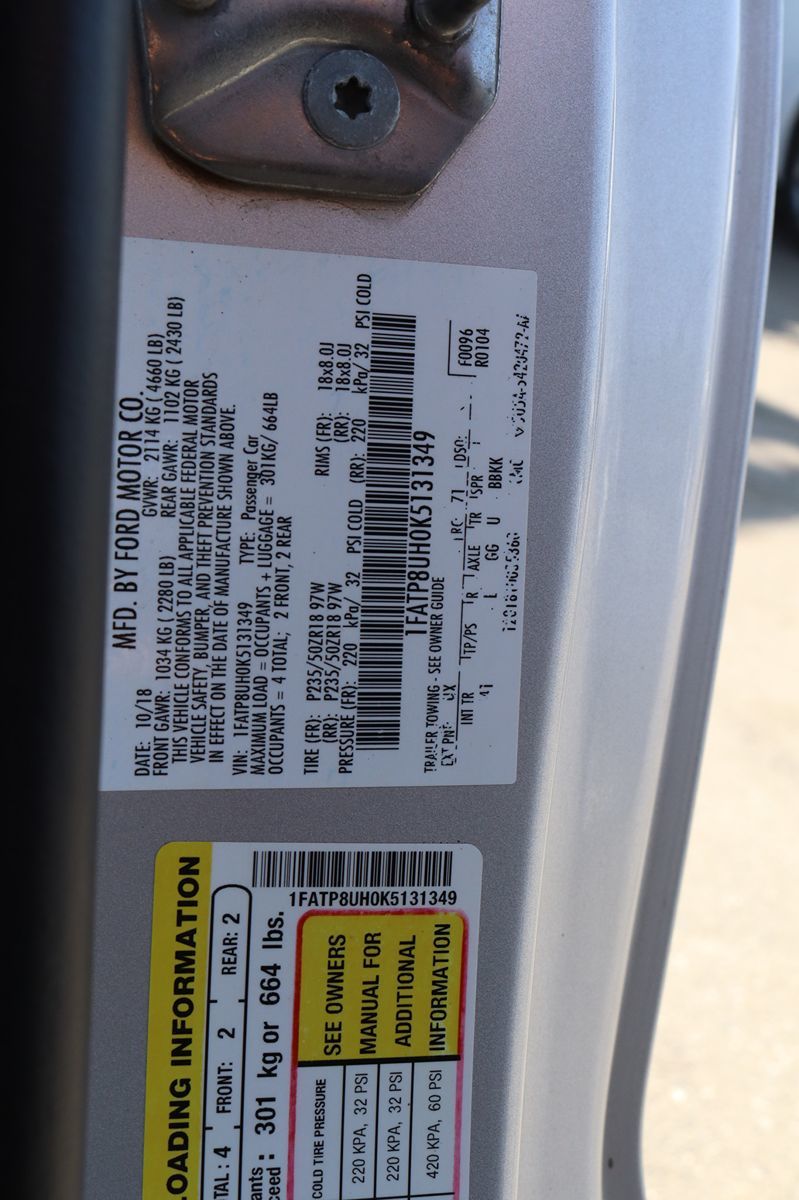 MFD. BY FORD MOTOR CO.
DATE: 10/18 GVWR: 2114 KG ( 4660 LB)
FRONT GAWR: 1034 KG ( 2280 LB) REAR GAWR: 1102 KG ( 2430 LB)
THIS VEHICLE CONFORMS TO ALL APPLICABLE FEDERAL MOTOR
VEHICLE SAFETY, BUMPER, AND THEFT PREVENTION STANDARDS
IN EFFECT ON THE DATE OF MANUFACTURE SHOWN ABOVE.
VIN: 1FATP8UH0K5131349 TYPE: Passenger Car
MAXIMUM LOAD = OCCUPANTS + LUGGAGE = 301KG/ 664LB
OCCUPANTS = 4 TOTAL; 2 FRONT, 2 REAR
TIRE (FR): P235/50ZR18 97W RIMS (FR): 18x8.0J
(RR): P235/50ZR18 97W (RR): 18x8.0J
PRESSURE (FR): 220 kPa/ 32 PSI COLD (RR): 220 kPa/ 32 PSI COLD
1FATP8UH0K5131349
TRAILER TOWING - SEE OWNER GUIDE
EXT PNT: RC: 71 DSO: F0096
INT TR TP/PS R AXLE TR SPR R0104
L GG U BBKK
1FATP8UH0K5131349
LOADING INFORMATION
TOTAL : 4 FRONT: 2 REAR: 2
301 kg or 664 lbs.
COLD TIRE PRESSURE
220 KPA, 32 PSI
220 KPA, 32 PSI
420 KPA, 60 PSI
SEE OWNERS
MANUAL FOR
ADDITIONAL
INFORMATION